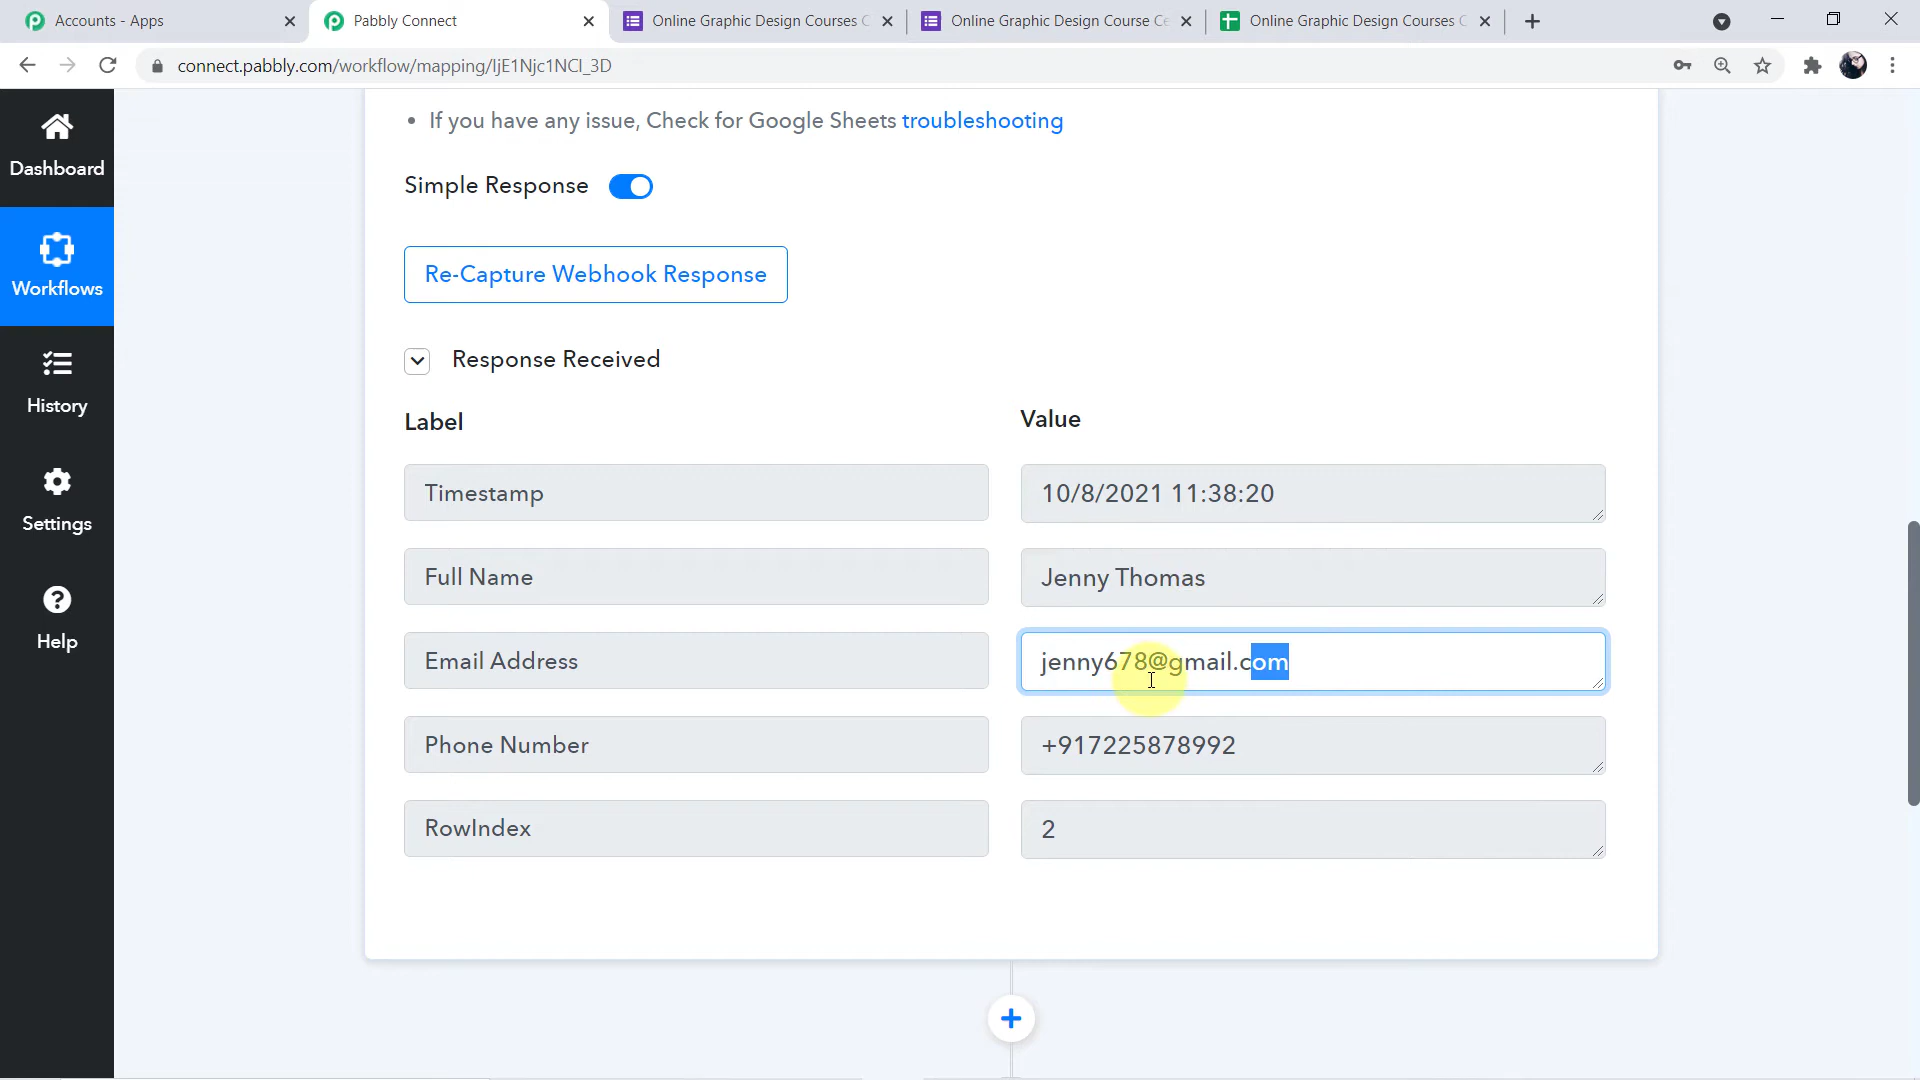 Accounts - Apps
Pabbly Connect
Online Graphic Design Courses C
Online Graphic Design Course Ce
Online Graphic Design Courses C
connect.pabbly.com/workflow/mapping/IjE1Njc1NCI_3D
Dashboard
Workflows
History
Settings
Help
If you have any issue, Check for Google Sheets troubleshooting
Simple Response
Re-Capture Webhook Response
Response Received
Label Value
Timestamp 10/8/2021 11:38:20
Full Name Jenny Thomas
Email Address jenny678@gmail.com
Phone Number +917225878992
RowIndex 2